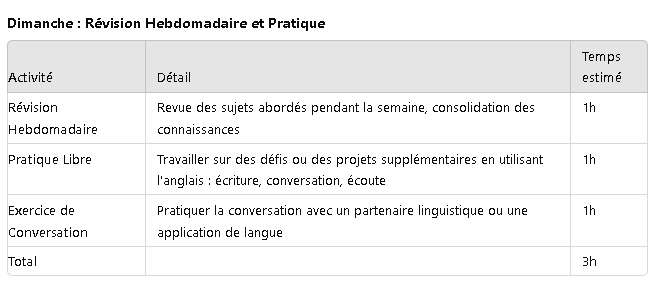 Dimanche : Révision Hebdomadaire et Pratique
Temps
Activité Détail estimé
Révision Revue des sujets abordés pendant la semaine, consolidation des 1h
Hebdomadaire connaissances
Pratique Libre Travailler sur des défis ou des projets supplémentaires en utilisant 1h
l'anglais : écriture, conversation, écoute
Exercice de Pratiquer la conversation avec un partenaire linguistique ou une 1h
Conversation application de langue
Total 3h